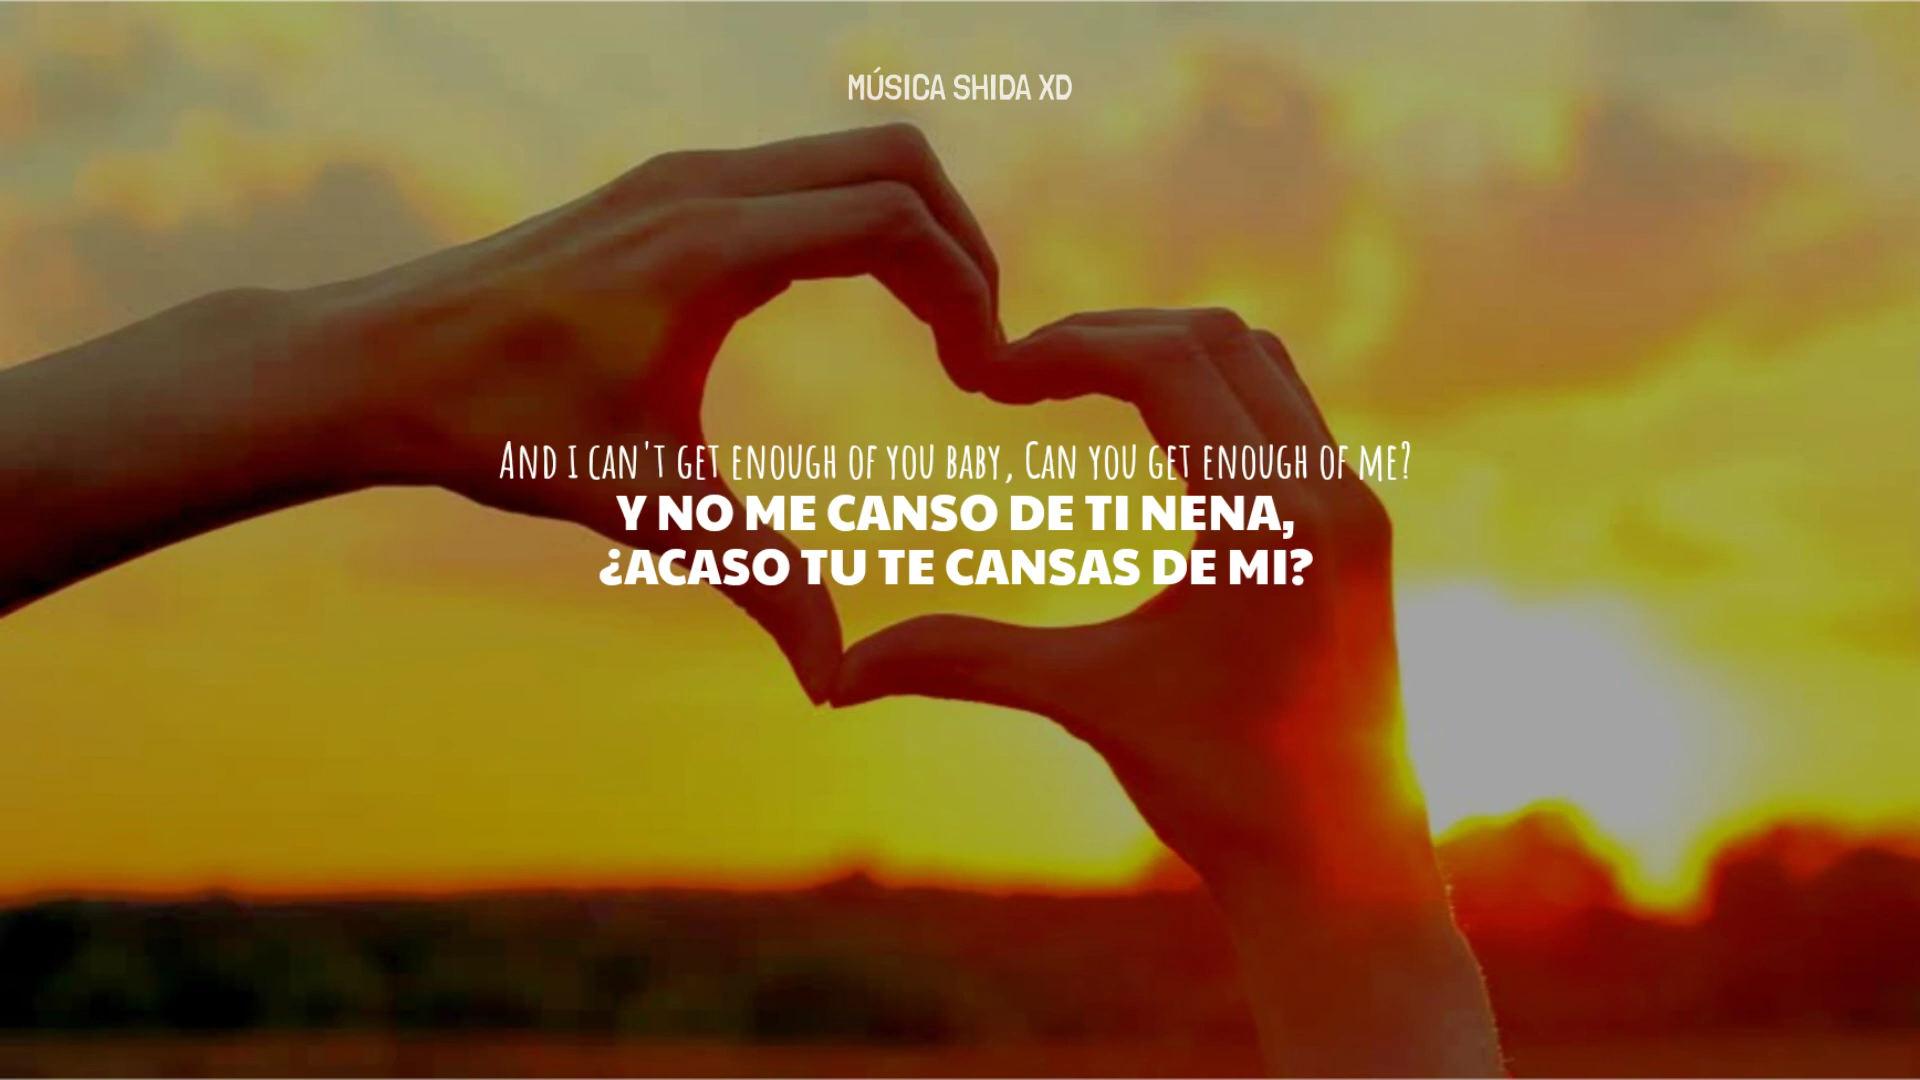 MÚSICA SHIDA XD
And i can't get enough of you baby, Can you get enough of me?
Y NO ME CANSO DE TI NENA,
¿ACASO TU TE CANSAS DE MI?